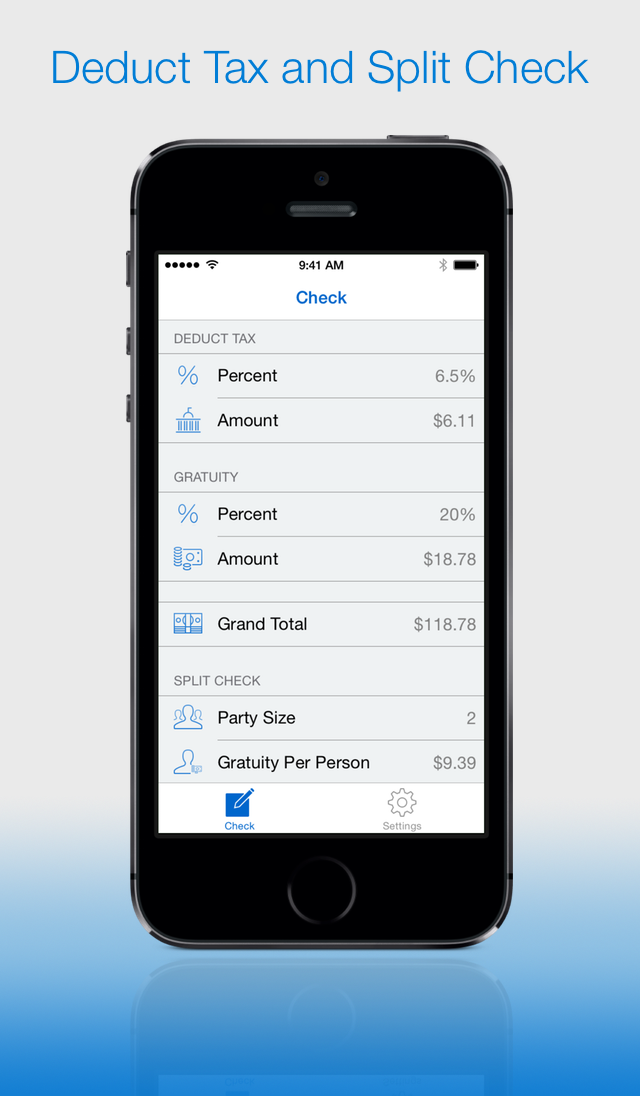 Deduct Tax and Split Check
9:41 AM
Check
DEDUCT TAX
Percent 6.5%
Amount $6.11
GRATUITY
Percent 20%
Amount $18.78
Grand Total $118.78
SPLIT CHECK
Party Size 2
Gratuity Per Person $9.39
Check Settings